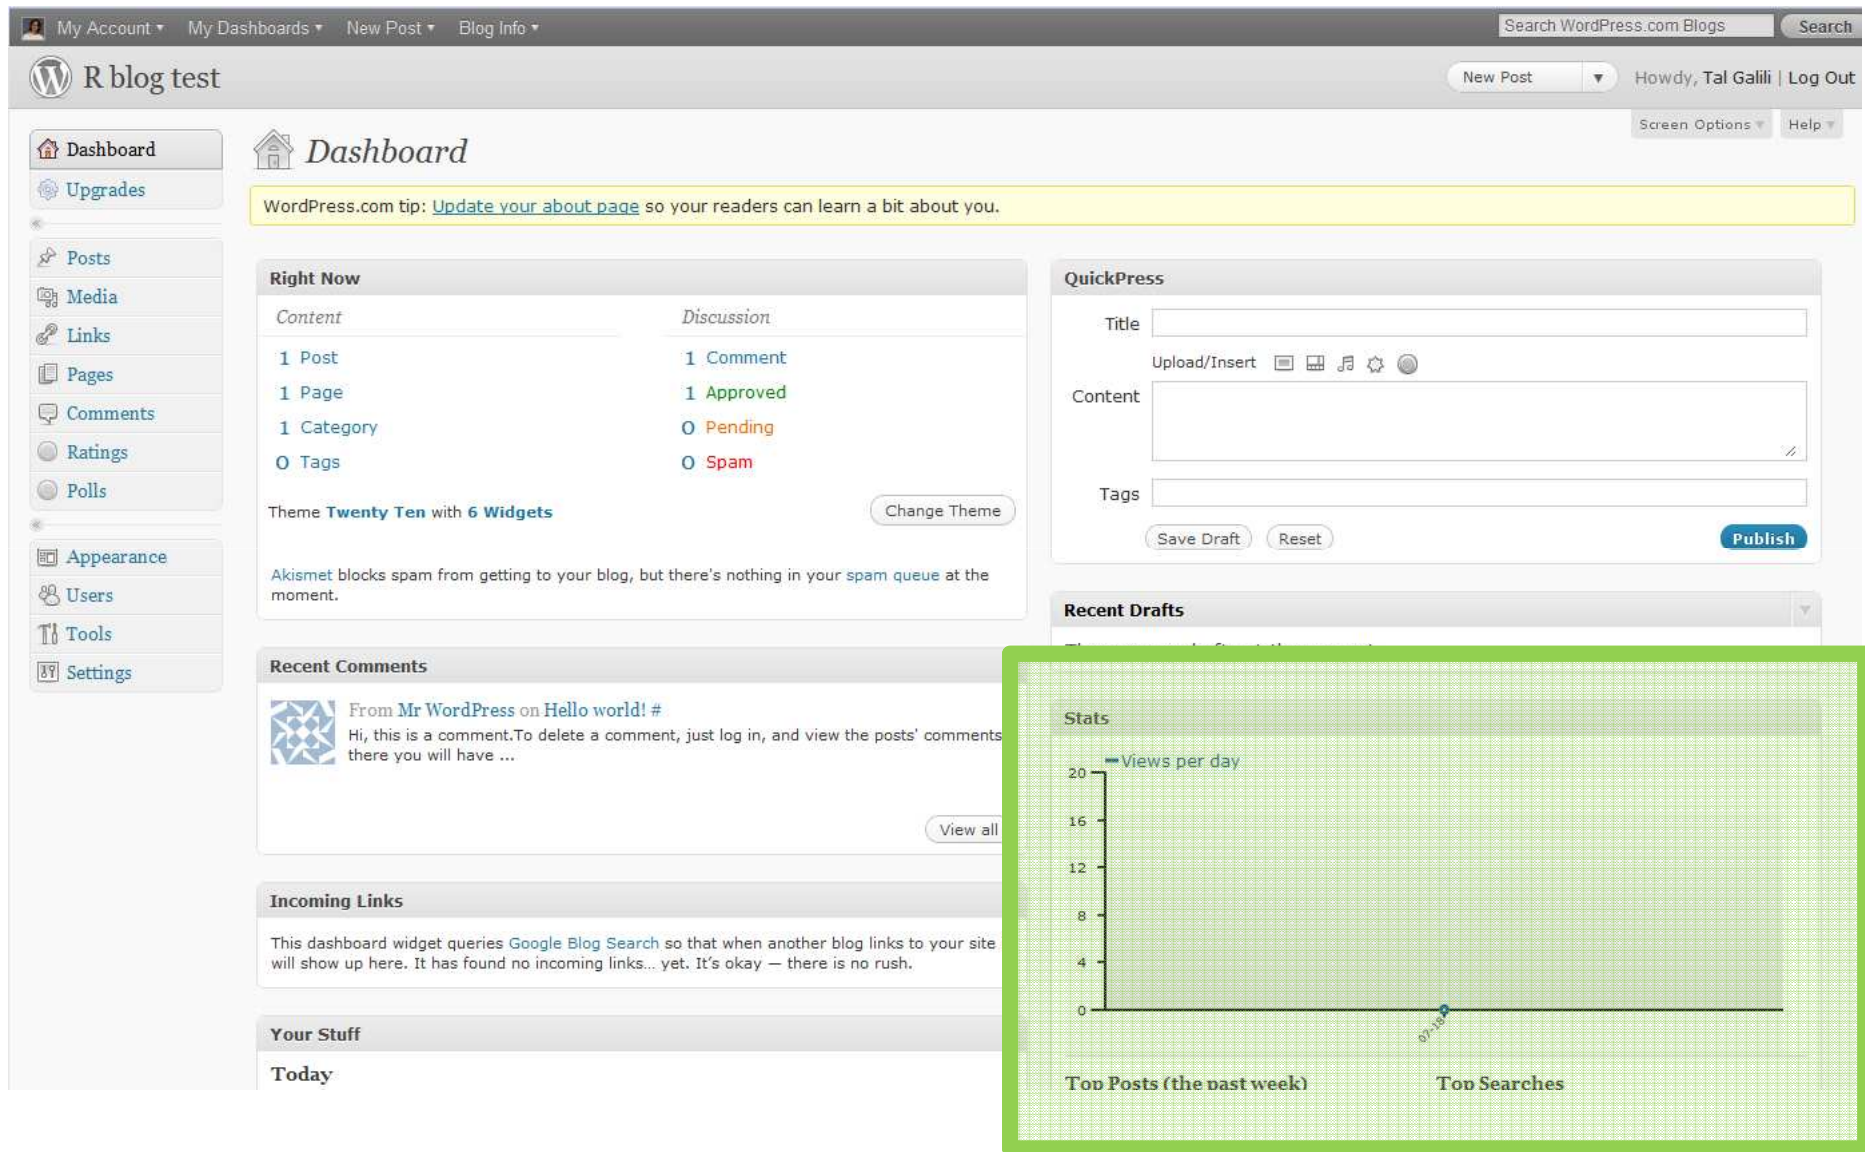 My Account My Dashboards New Post Blog Info Search WordPress.com Blogs Search
R blog test New Post Howdy, Tal Galili | Log Out
Screen Options Help
Dashboard
Upgrades
Posts
Media
Links
Pages
Comments
Ratings
Polls
Appearance
Users
Tools
Settings
Dashboard
WordPress.com tip: Update your about page so your readers can learn a bit about you.
Right Now
Content Discussion
1 Post 1 Comment
1 Page 1 Approved
1 Category 0 Pending
0 Tags 0 Spam
Theme Twenty Ten with 6 Widgets Change Theme
Akismet blocks spam from getting to your blog, but there's nothing in your spam queue at the
moment.
Recent Comments
From Mr WordPress on Hello world! #
Hi, this is a comment.To delete a comment, just log in, and view the posts' comments
there you will have ...
View all
Incoming Links
This dashboard widget queries Google Blog Search so that when another blog links to your site
will show up here. It has found no incoming links... yet. It's okay — there is no rush.
Your Stuff
Today
QuickPress
Title
Upload/Insert
Content
Tags
Save Draft Reset Publish
Recent Drafts
Stats
Views per day
20
16
12
8
4
0
07-18
Top Posts (the past week) Top Searches